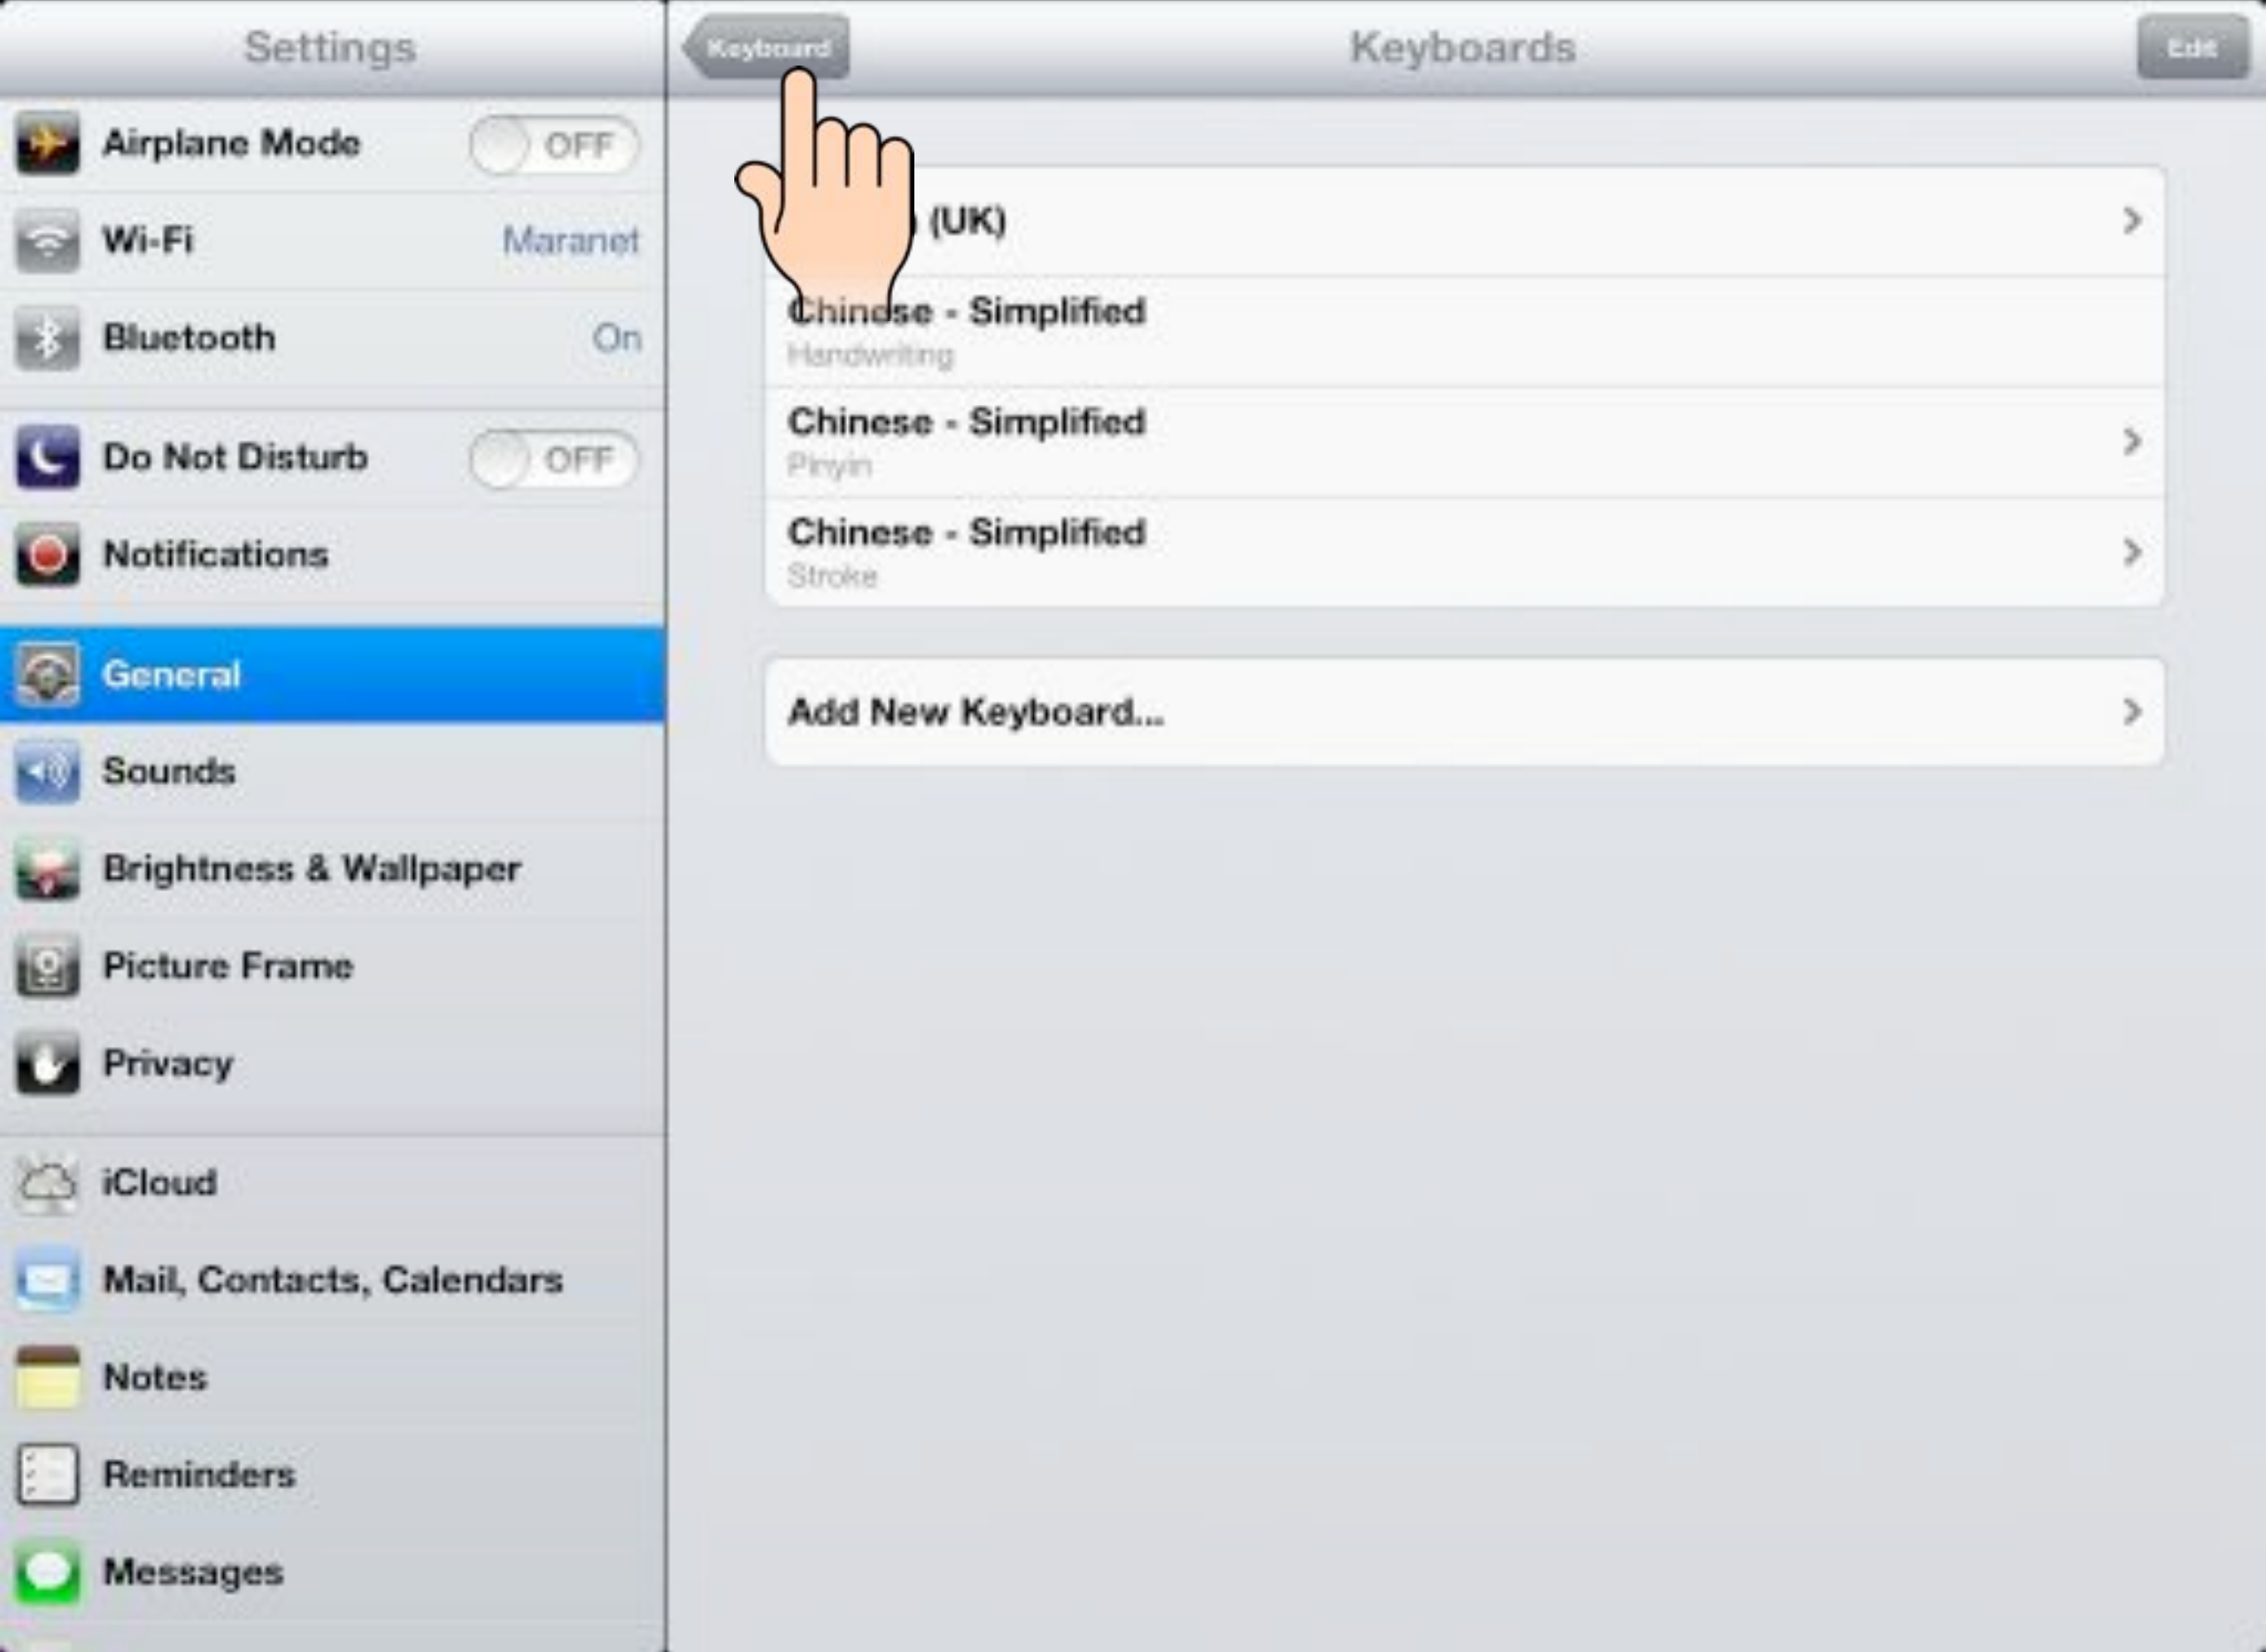 Settings
Airplane Mode OFF
Wi-Fi Maranet
Bluetooth On
Do Not Disturb OFF
Notifications
General
Sounds
Brightness & Wallpaper
Picture Frame
Privacy
iCloud
Mail, Contacts, Calendars
Notes
Reminders
Messages
Keyboard
Keyboards
Edit
(UK)
Chinese - Simplified
Handwriting
Chinese - Simplified
Pinyin
Chinese - Simplified
Stroke
Add New Keyboard...